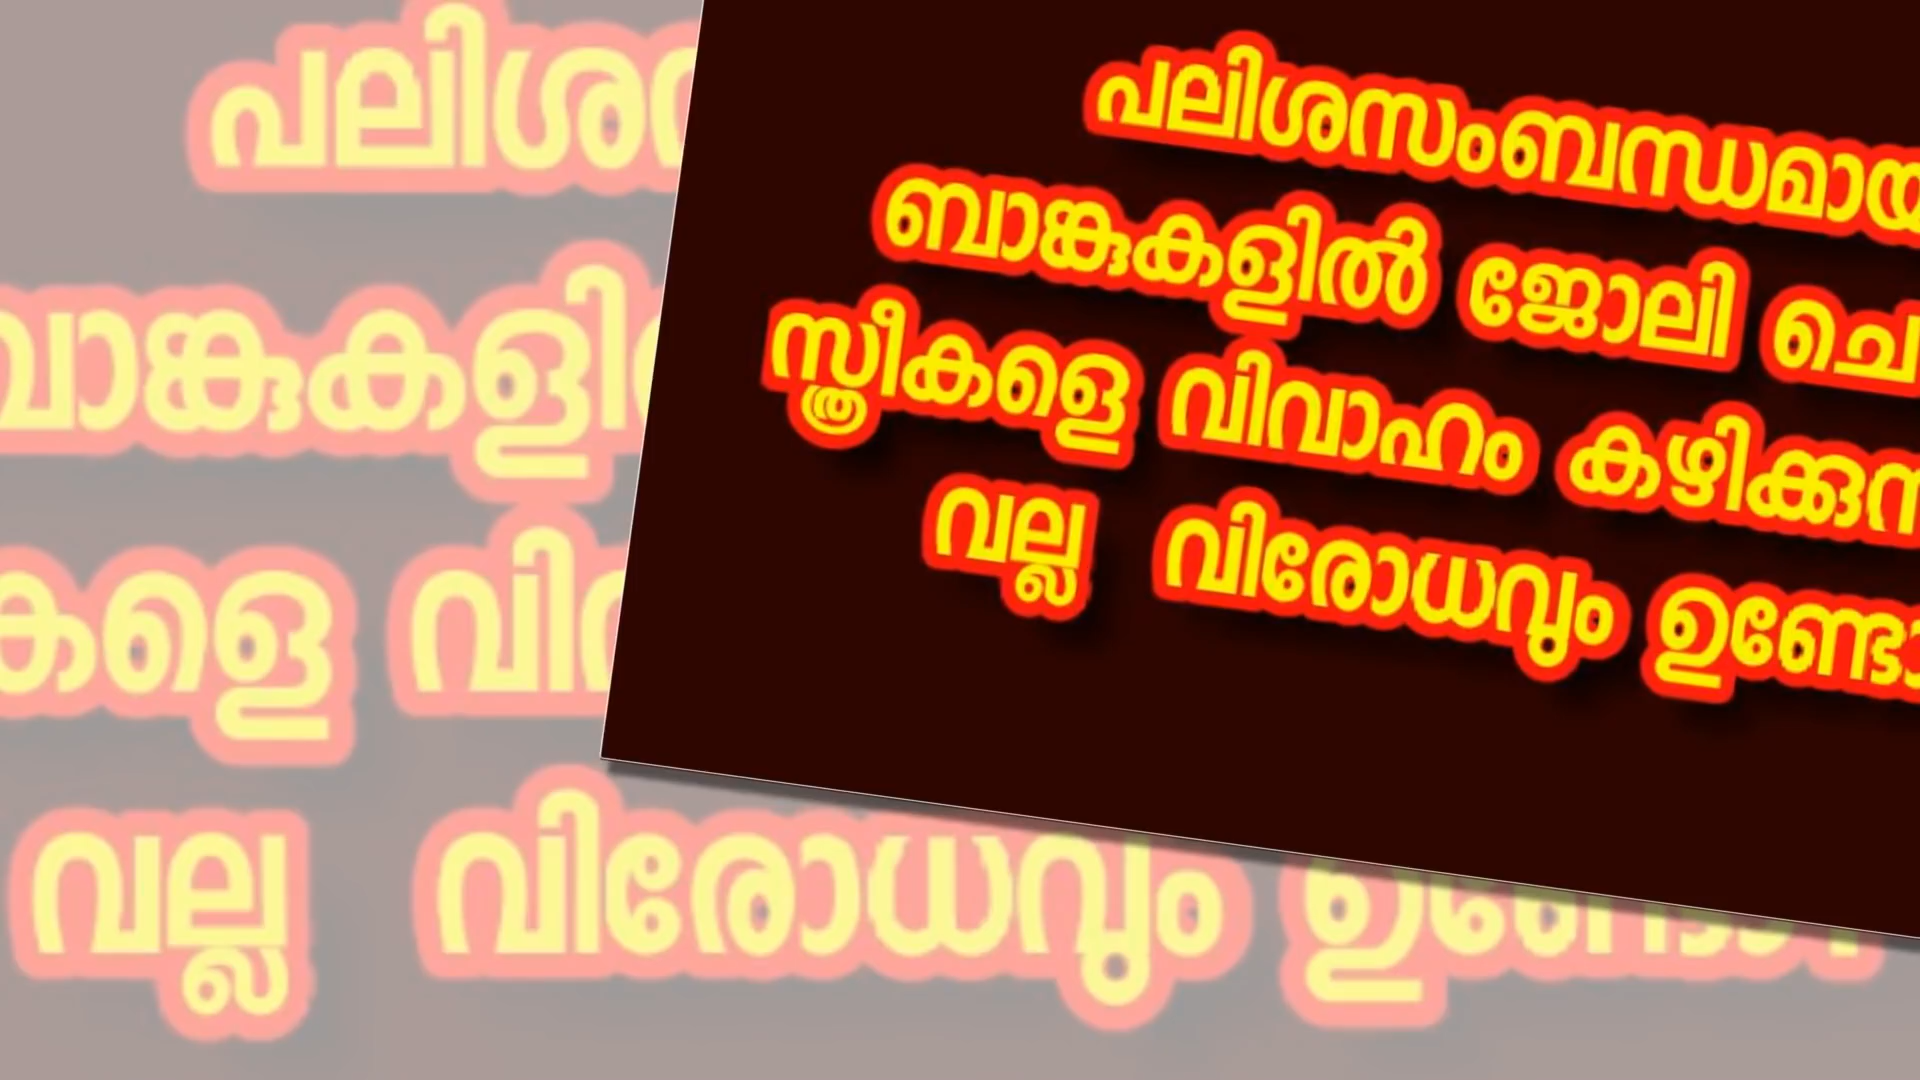 പലിശസംബന്ധമായ
ബാങ്കുകളിൽ ജോലി ചെ
സ്ത്രീകളെ വിവാഹം കഴിക്കുന
വല്ല വിരോധവും ഉണ്ടോ